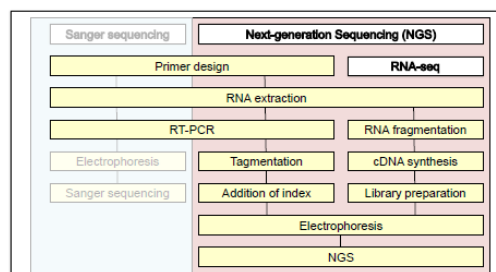 Sanger sequencing Next-generation Sequencing (NGS)
Primer design RNA-seq
RNA extraction
RT-PCR RNA fragmentation
Electrophoresis Tagmentation cDNA synthesis
Sanger sequencing Addition of index Library preparation
Electrophoresis
NGS